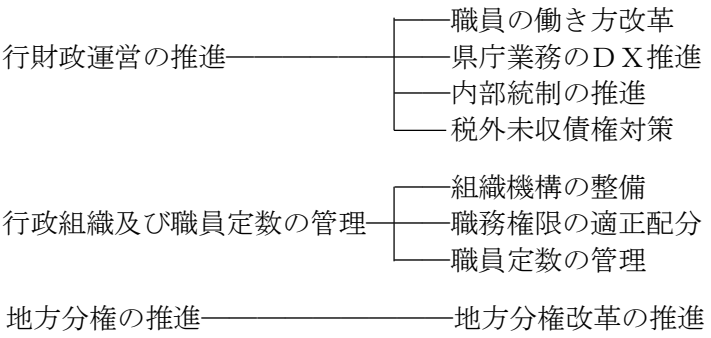 職員の働き方改革
行財政運営の推進 県庁業務のＤＸ推進
内部統制の推進
税外未収債権対策
組織機構の整備
行政組織及び職員定数の管理 職務権限の適正配分
職員定数の管理
地方分権の推進 地方分権改革の推進